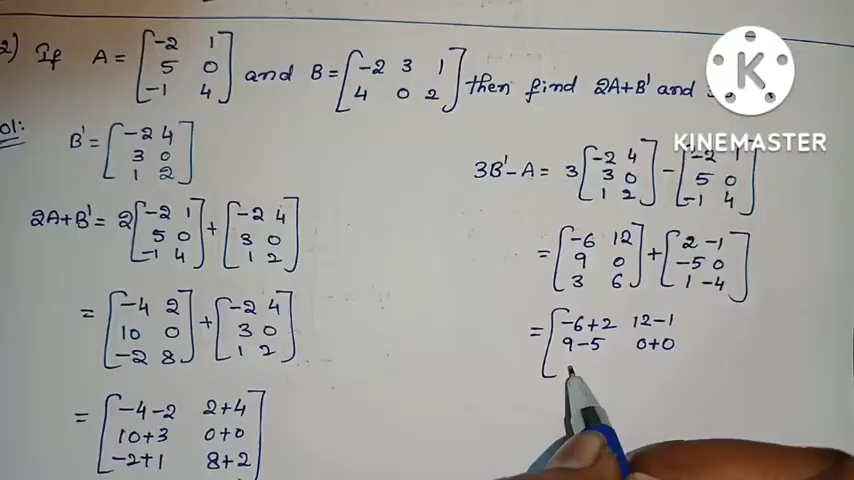 2) If A = [-2 1
5 0
-1 4] and B = [-2 3 1
4 0 2] then find 2A+B' and
Sol:
B' = [-2 4
3 0
1 2]
2A+B' = 2[-2 1
5 0
-1 4] + [-2 4
3 0
1 2]
= [-4 2
10 0
-2 8] + [-2 4
3 0
1 2]
= [-4-2 2+4
10+3 0+0
-2+1 8+2]
3B'-A = 3[-2 4
3 0
1 2] - [-2 1
5 0
-1 4]
= [-6 12
9 0
3 6] + [2 -1
-5 0
1 -4]
= [-6+2 12-1
9-5 0+0
K
KINEMASTER